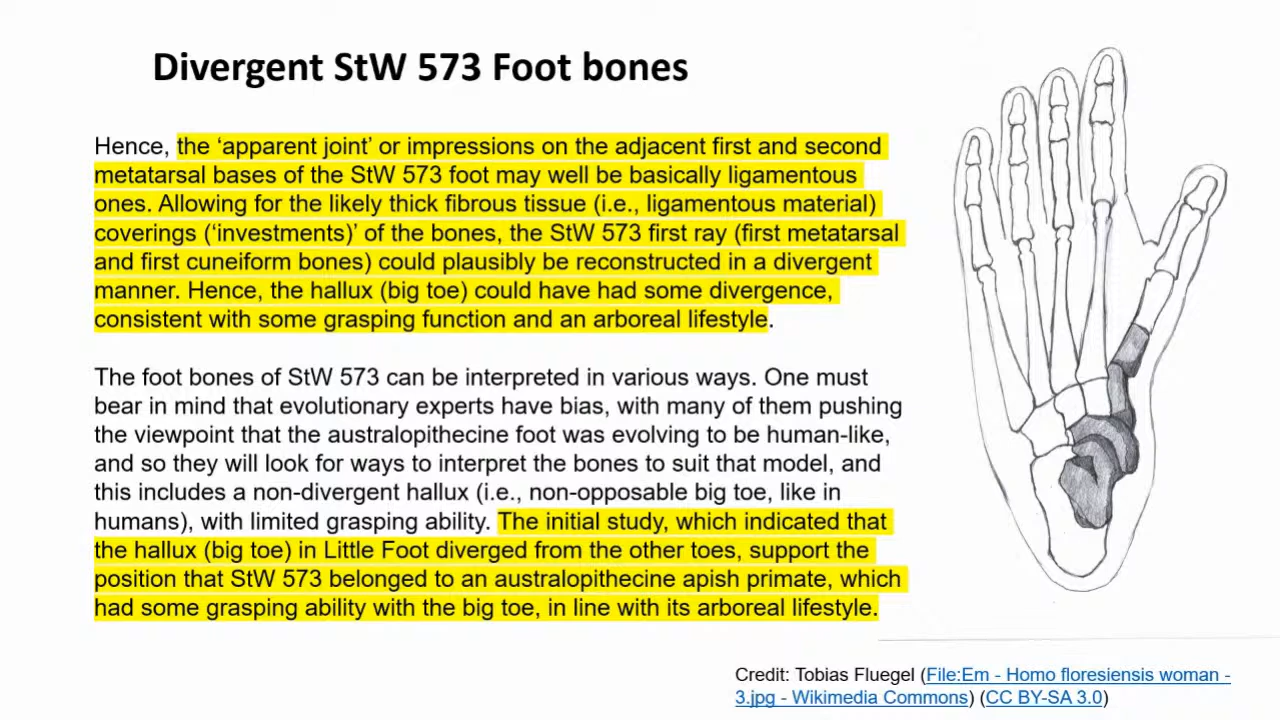 Divergent StW 573 Foot bones
Hence, the ‘apparent joint’ or impressions on the adjacent first and second
metatarsal bases of the StW 573 foot may well be basically ligamentous
ones. Allowing for the likely thick fibrous tissue (i.e., ligamentous material)
coverings (‘investments)’ of the bones, the StW 573 first ray (first metatarsal
and first cuneiform bones) could plausibly be reconstructed in a divergent
manner. Hence, the hallux (big toe) could have had some divergence,
consistent with some grasping function and an arboreal lifestyle.
The foot bones of StW 573 can be interpreted in various ways. One must
bear in mind that evolutionary experts have bias, with many of them pushing
the viewpoint that the australopithecine foot was evolving to be human-like,
and so they will look for ways to interpret the bones to suit that model, and
this includes a non-divergent hallux (i.e., non-opposable big toe, like in
humans), with limited grasping ability. The initial study, which indicated that
the hallux (big toe) in Little Foot diverged from the other toes, support the
position that StW 573 belonged to an australopithecine apish primate, which
had some grasping ability with the big toe, in line with its arboreal lifestyle.
Credit: Tobias Fluegel (File:Em - Homo floresiensis woman -
3.jpg - Wikimedia Commons) (CC BY-SA 3.0)